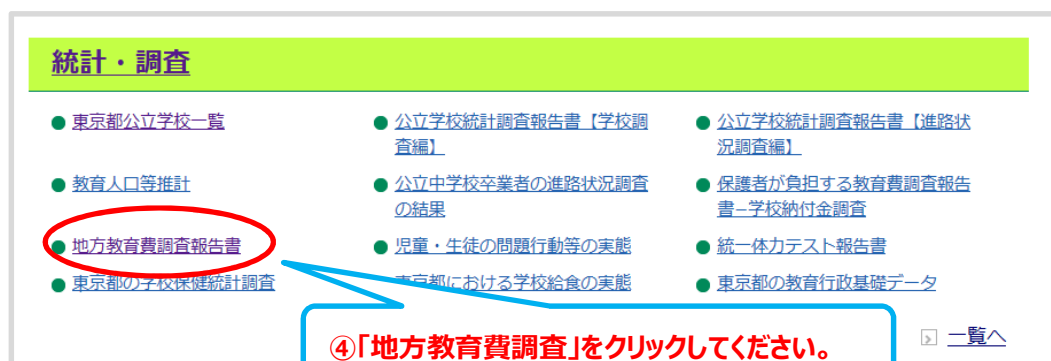 統計・調査
東京都公立学校一覧
公立学校統計調査報告書【学校調
査編】
公立学校統計調査報告書【進路状
況調査編】
教育人口等推計
公立中学校卒業者の進路状況調査
の結果
保護者が負担する教育費調査報告
書–学校納付金調査
地方教育費調査報告書
児童・生徒の問題行動等の実態
統一体力テスト報告書
東京都の学校保健統計調査
東京都における学校給食の実態
東京都の教育行政基礎データ
一覧へ
④「地方教育費調査」をクリックしてください。